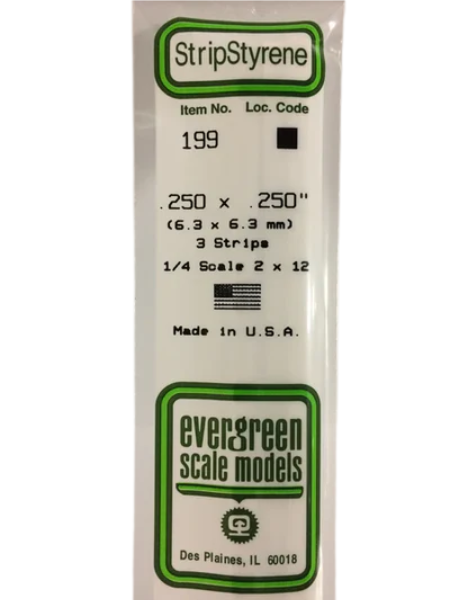 StripStyrene
Item No. Loc. Code
199
.250 x .250"
(6.3 x 6.3 mm)
3 Strips
1/4 Scale 2 x 12
Made in U.S.A.
evergreen
scale models
Des Plaines, IL 60018